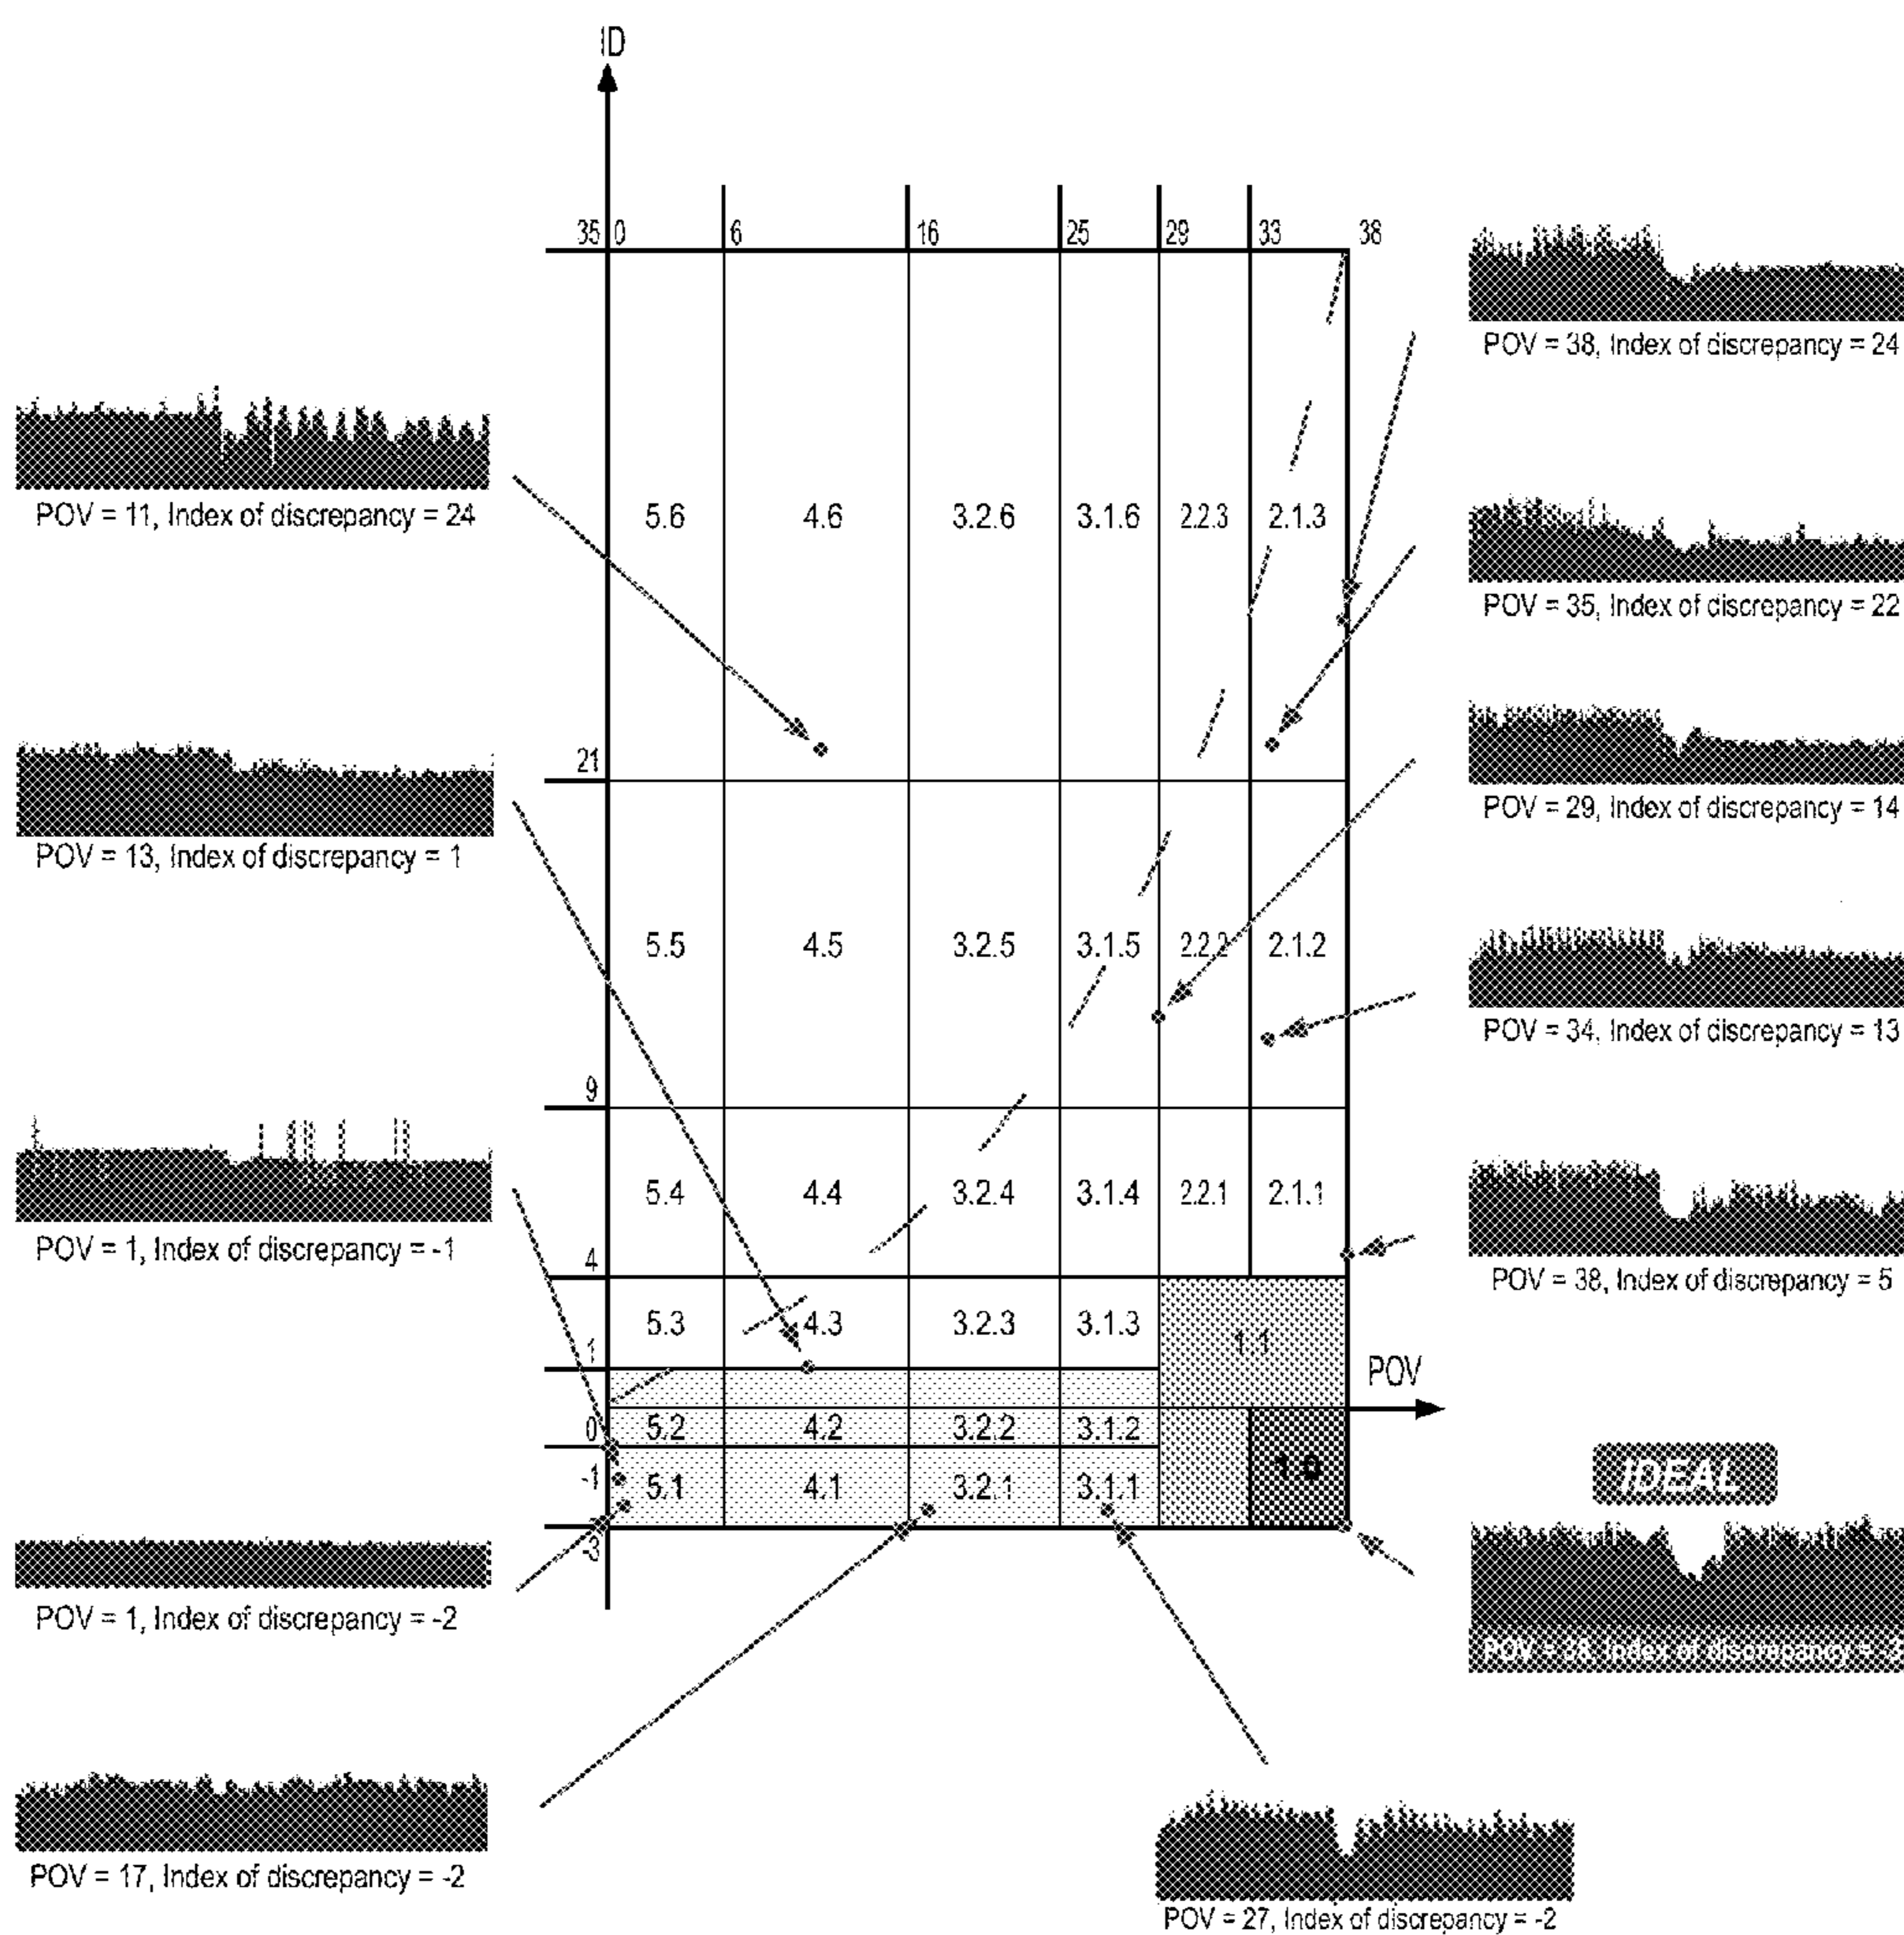 ID
35 0 6 16 25 29 33 38
POV = 38, Index of discrepancy = 24
POV = 11, Index of discrepancy = 24
5.6 4.6 3.2.6 3.1.6 2.2.3 2.1.3
POV = 35, Index of discrepancy = 22
21
POV = 29, Index of discrepancy = 14
POV = 13, Index of discrepancy = 1
5.5 4.5 3.2.5 3.1.5 2.2.2 2.1.2
POV = 34, Index of discrepancy = 13
9
5.4 4.4 3.2.4 3.1.4 2.2.1 2.1.1
POV = 1, Index of discrepancy = -1
4
POV = 38, Index of discrepancy = 5
5.3 4.3 3.2.3 3.1.3 1.1
1
POV
0 5.2 4.2 3.2.2 3.1.2
-1 5.1 4.1 3.2.1 3.1.1 1.0
IDEAL
-3
POV = 1, Index of discrepancy = -2
POV = 38, Index of discrepancy =
POV = 17, Index of discrepancy = -2
POV = 27, Index of discrepancy = -2